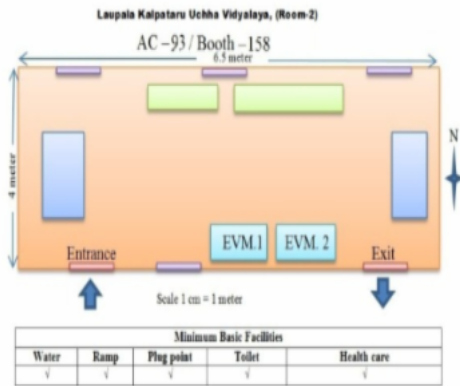 Laupala Kalpataru Uchha Vidyalaya, (Room-2)
AC –93 / Booth –158
6.5 meter
4 meter
N
EVM.1 EVM. 2
Entrance Exit
Scale 1 cm = 1 meter
Minimum Basic Facilities
Water Ramp Plug point Toilet Health care
√ √ √ √ √